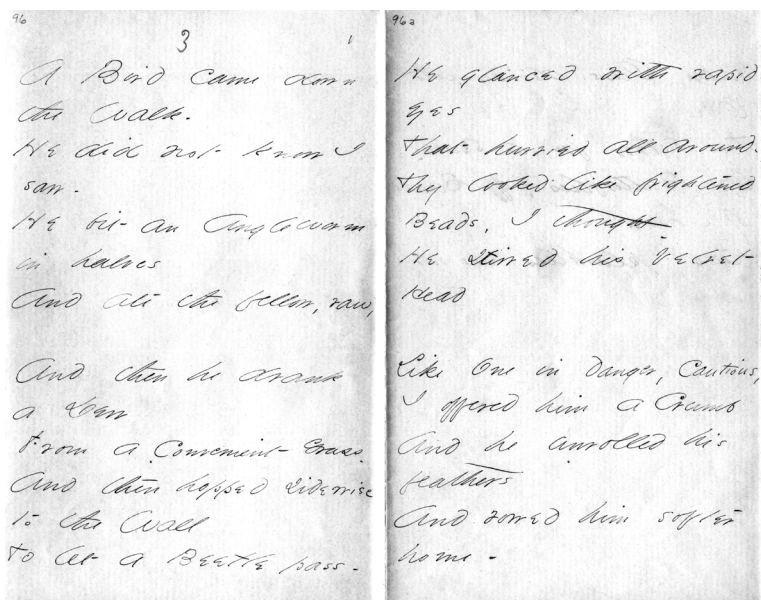 96
3
1
A Bird came down
the Walk.
He did not know I
saw.
He bit an Angleworm
in halves
And ate the fellow, raw,
And then he drank
a Dew
From a Convenient Grass
And then hopped sidewise
to the Wall
To let a Beetle pass.
96a
He glanced with rapid
eyes
That hurried all around.
They looked like frightened
Beads, I thought
He stirred his Velvet
Head
Like One in danger, Cautious,
I offered him a Crumb
And he unrolled his
feathers
And rowed him softer
home.